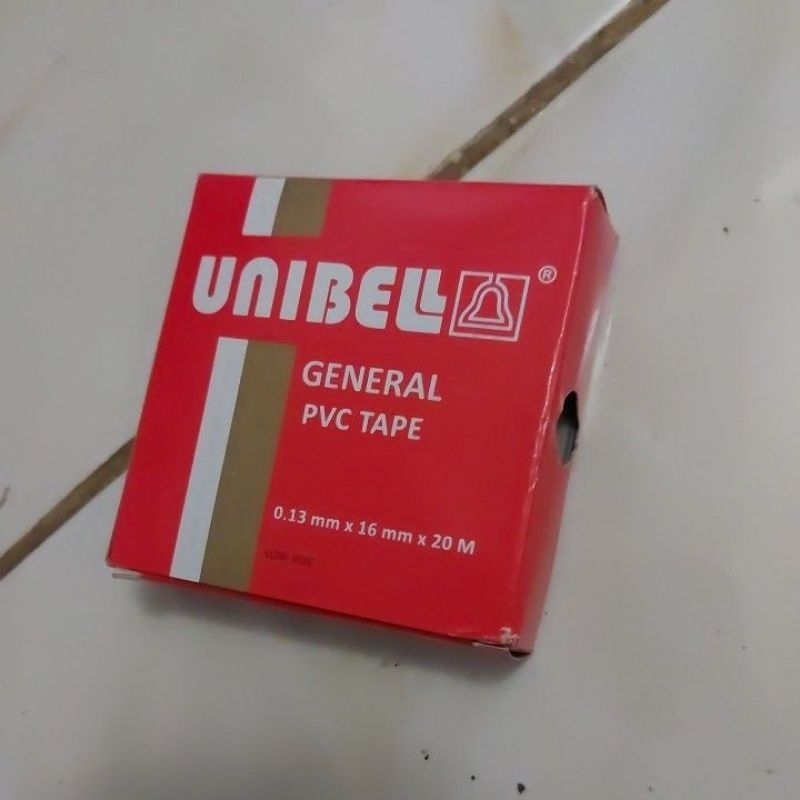 UNIBELL ®
GENERAL
PVC TAPE
0.13 mm x 16 mm x 20 M